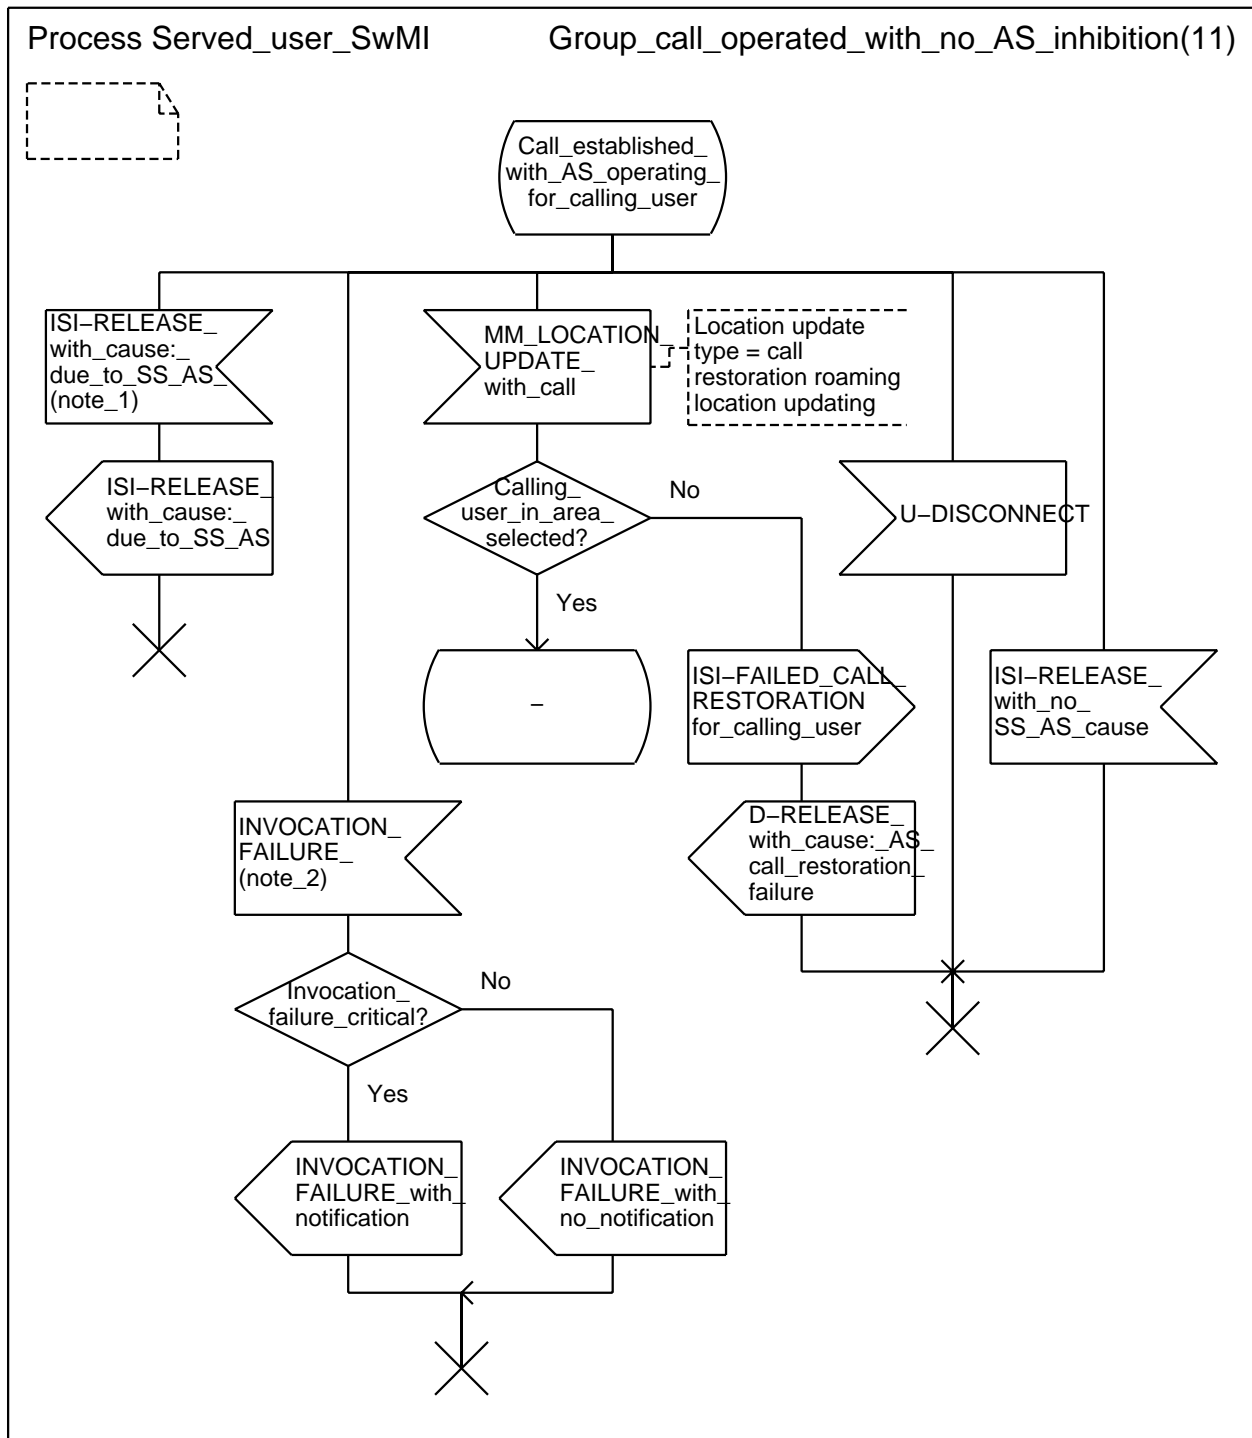 Process Served_user_SwMI
Group_call_operated_with_no_AS_inhibition(11)
Call_established_
with_AS_operating_
for_calling_user
ISI−RELEASE_
with_cause:_
due_to_SS_AS_
(note_1)
MM_LOCATION_
UPDATE_
with_call
Location update
type = call
restoration roaming
location updating
ISI−RELEASE_
with_cause:_
due_to_SS_AS
Calling_
user_in_area_
selected?
No
Yes
U−DISCONNECT
−
ISI−FAILED_CALL_
RESTORATION
for_calling_user
ISI−RELEASE_
with_no_
SS_AS_cause
INVOCATION_
FAILURE_
(note_2)
D−RELEASE_
with_cause:_AS_
call_restoration_
failure
Invocation_
failure_critical?
No
Yes
INVOCATION_
FAILURE_with_
notification
INVOCATION_
FAILURE_with_
no_notification